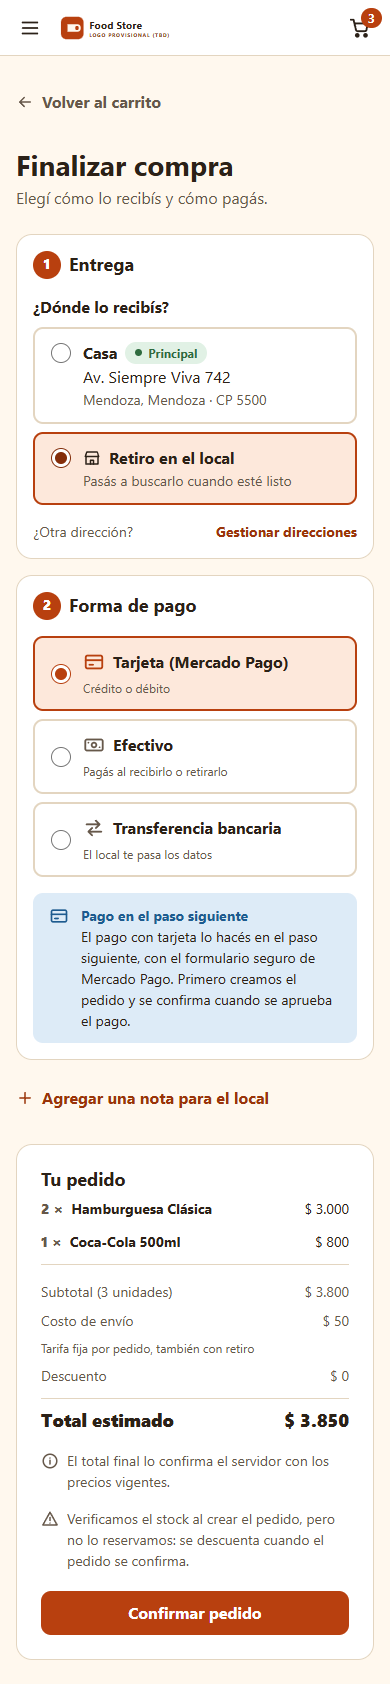 Food Store
LOGO PROVISIONAL (TBD)
3
Volver al carrito
Finalizar compra
Elegí cómo lo recibís y cómo pagás.
1 Entrega
¿Dónde lo recibís?
Casa Principal
Av. Siempre Viva 742
Mendoza, Mendoza · CP 5500
Retiro en el local
Pasás a buscarlo cuando esté listo
¿Otra dirección? Gestionar direcciones
2 Forma de pago
Tarjeta (Mercado Pago)
Crédito o débito
Efectivo
Pagás al recibirlo o retirarlo
Transferencia bancaria
El local te pasa los datos
Pago en el paso siguiente
El pago con tarjeta lo hacés en el paso
siguiente, con el formulario seguro de
Mercado Pago. Primero creamos el
pedido y se confirma cuando se aprueba
el pago.
Agregar una nota para el local
Tu pedido
2 × Hamburguesa Clásica $ 3.000
1 × Coca-Cola 500ml $ 800
Subtotal (3 unidades) $ 3.800
Costo de envío $ 50
Tarifa fija por pedido, también con retiro
Descuento $ 0
Total estimado $ 3.850
El total final lo confirma el servidor con los
precios vigentes.
Verificamos el stock al crear el pedido, pero
no lo reservamos: se descuenta cuando el
pedido se confirma.
Confirmar pedido